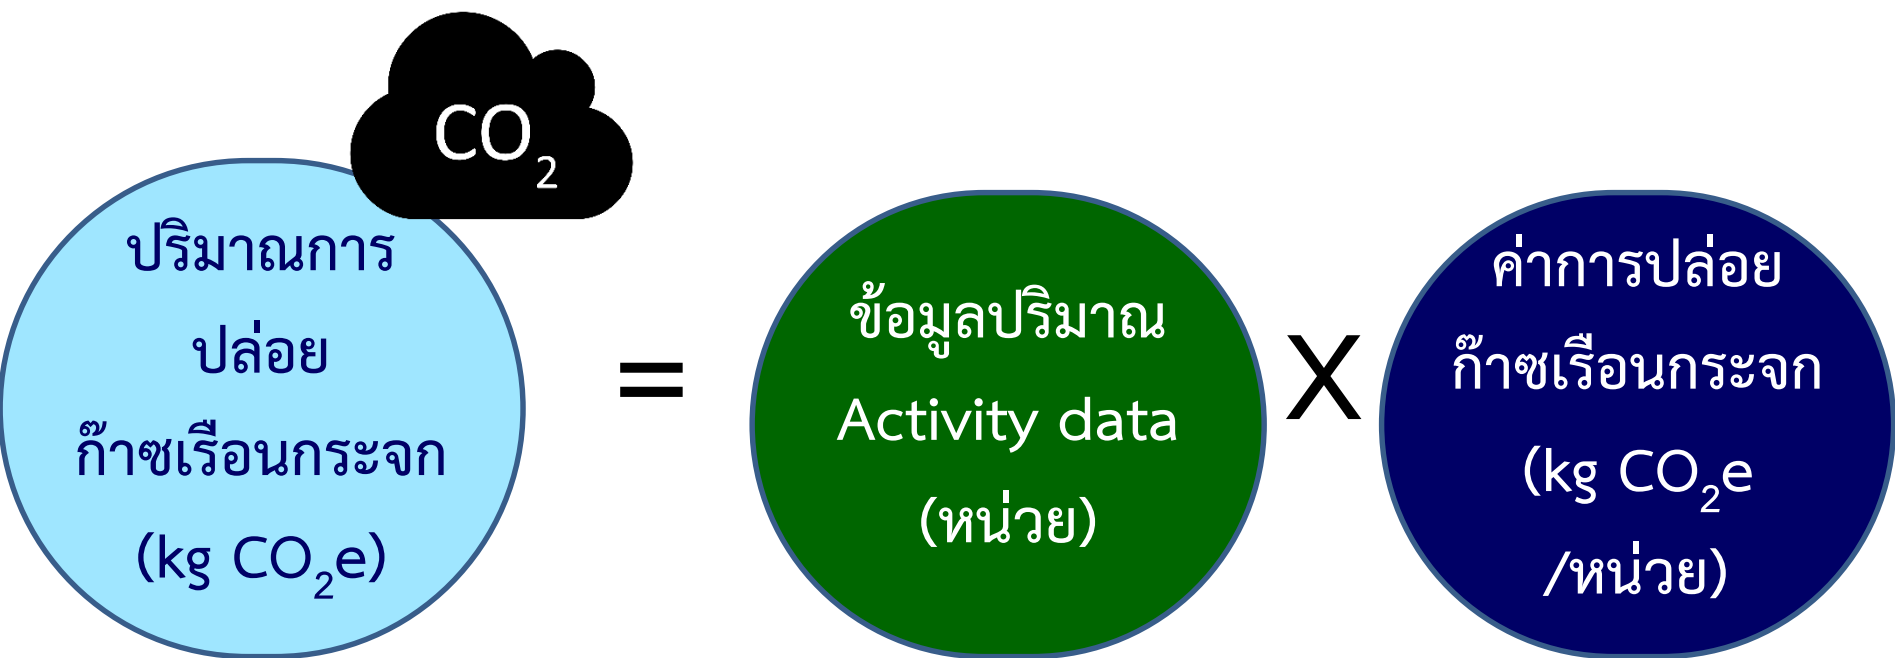 CO₂
ปริมาณการ
ปล่อย
ก๊าซเรือนกระจก
(kg CO₂e)
=
ข้อมูลปริมาณ
Activity data
(หน่วย)
X
ค่าการปล่อย
ก๊าซเรือนกระจก
(kg CO₂e
/หน่วย)